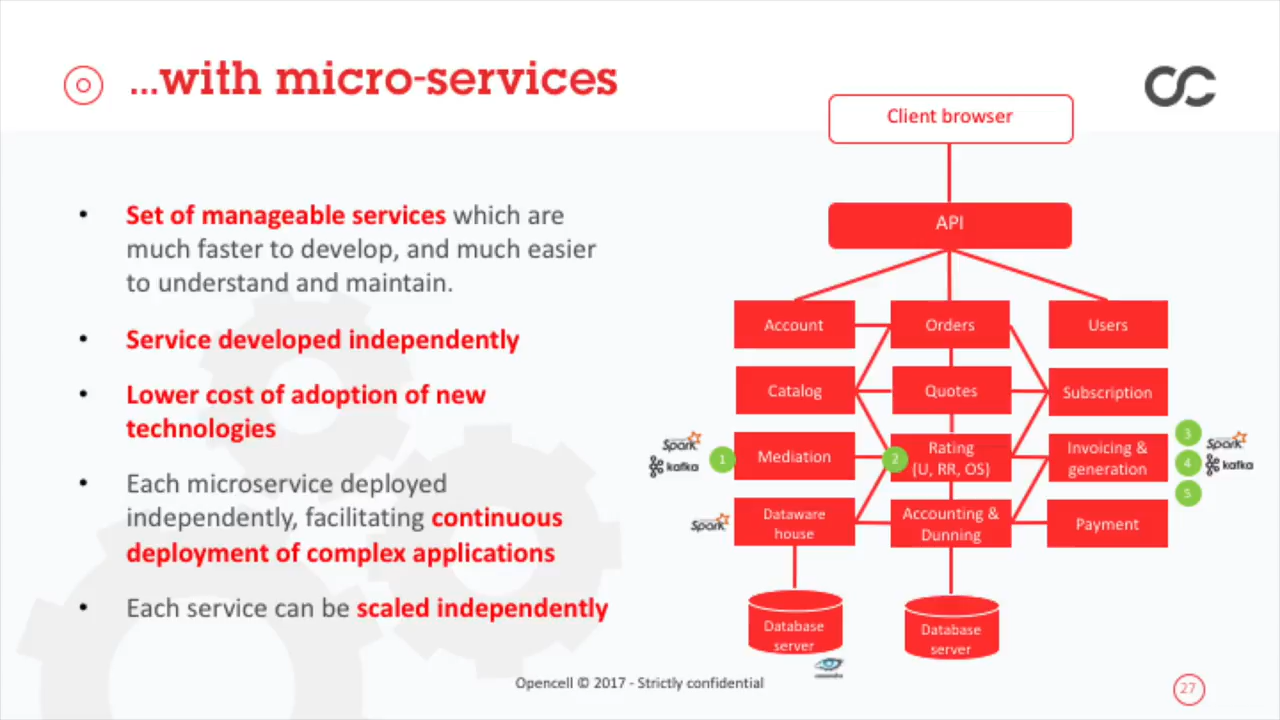 ...with micro-services
Client browser
API
• Set of manageable services which are
much faster to develop, and much easier
to understand and maintain.
• Service developed independently
• Lower cost of adoption of new
technologies
• Each microservice deployed
independently, facilitating continuous
deployment of complex applications
• Each service can be scaled independently
Account
Orders
Users
Catalog
Quotes
Subscription
Spark
kafka
1
Mediation
2
Rating
(U, RR, OS)
Invoicing &
generation
3
4
5
Spark
kafka
Spark
Dataware
house
Accounting &
Dunning
Payment
Database
server
Database
server
Opencell © 2017 - Strictly confidential
27